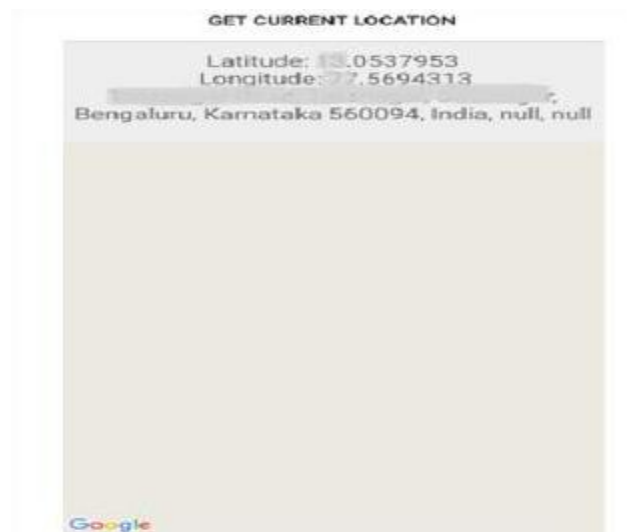 GET CURRENT LOCATION
Latitude: .0537953
Longitude: .5694313
Bengaluru, Karnataka 560094, India, null, null
Google